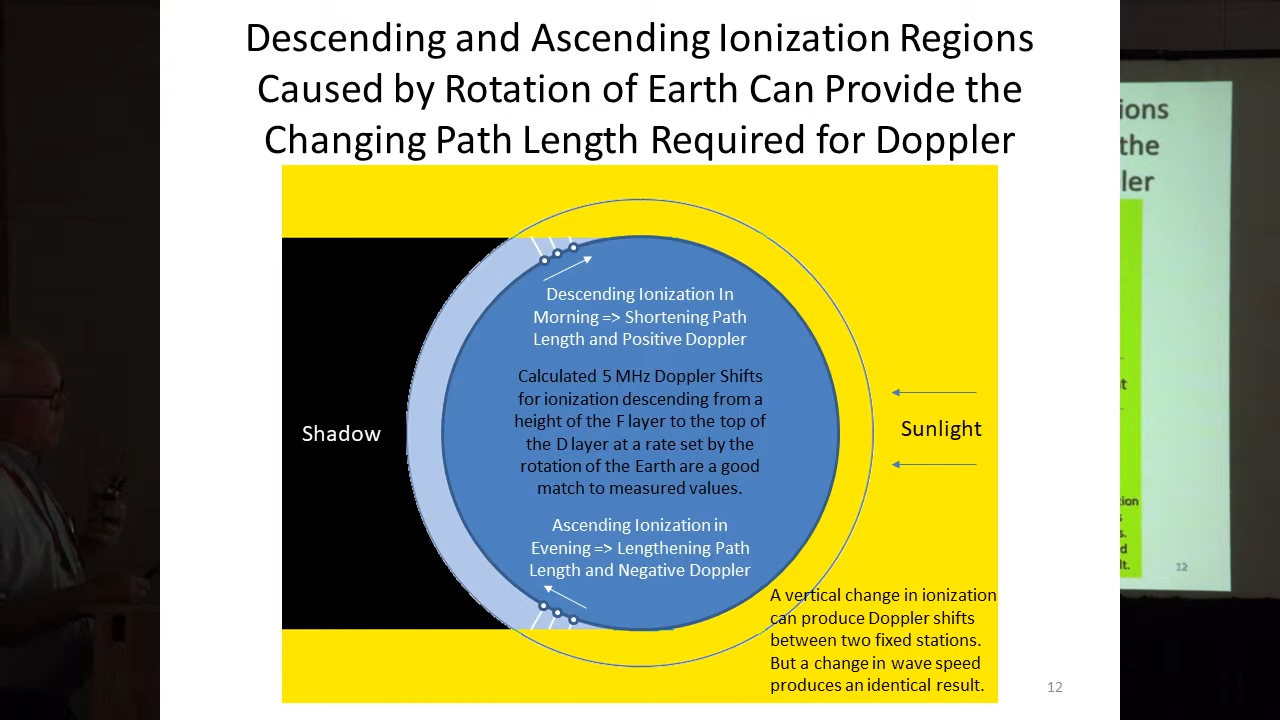 Descending and Ascending Ionization Regions
Caused by Rotation of Earth Can Provide the
Changing Path Length Required for Doppler
Descending Ionization In
Morning => Shortening Path
Length and Positive Doppler
Calculated 5 MHz Doppler Shifts
for ionization descending from a
height of the F layer to the top of
the D layer at a rate set by the
rotation of the Earth are a good
match to measured values.
Shadow
Sunlight
Ascending Ionization in
Evening => Lengthening Path
Length and Negative Doppler
A vertical change in ionization
can produce Doppler shifts
between two fixed stations.
But a change in wave speed
produces an identical result.
12
ions
the
ler
12